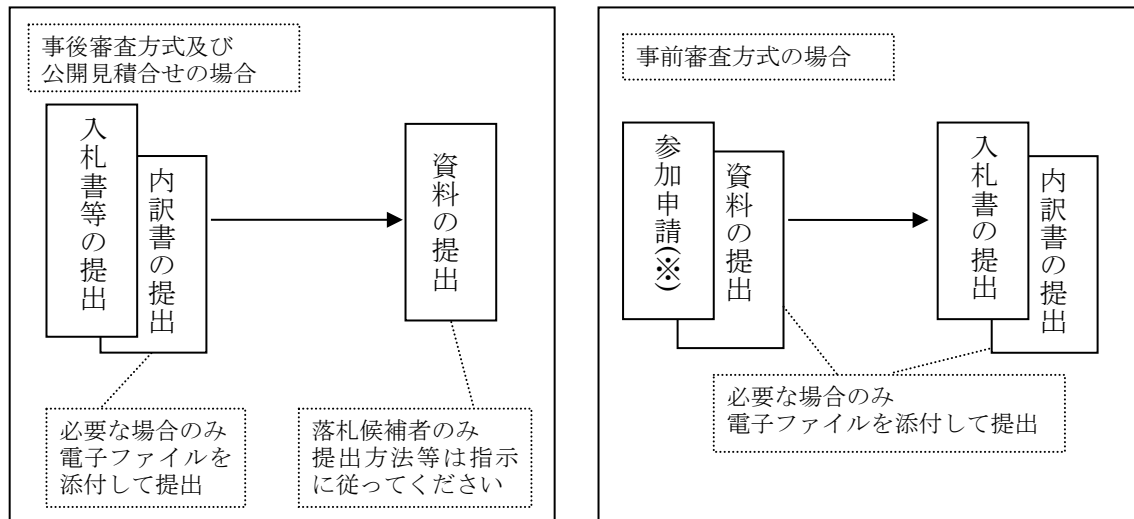 事後審査方式及び
公開見積合せの場合
入札書等の提出
内訳書の提出
資料の提出
必要な場合のみ
電子ファイルを
添付して提出
落札候補者のみ
提出方法等は指示
に従ってください
事前審査方式の場合
参加申請(※)
資料の提出
入札書の提出
内訳書の提出
必要な場合のみ
電子ファイルを添付して提出